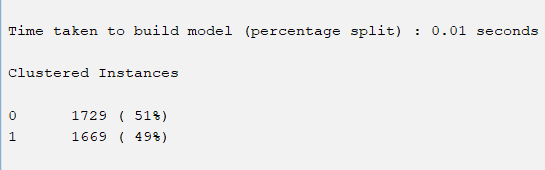 Time taken to build model (percentage split) : 0.01 seconds
Clustered Instances
0 1729 ( 51%)
1 1669 ( 49%)